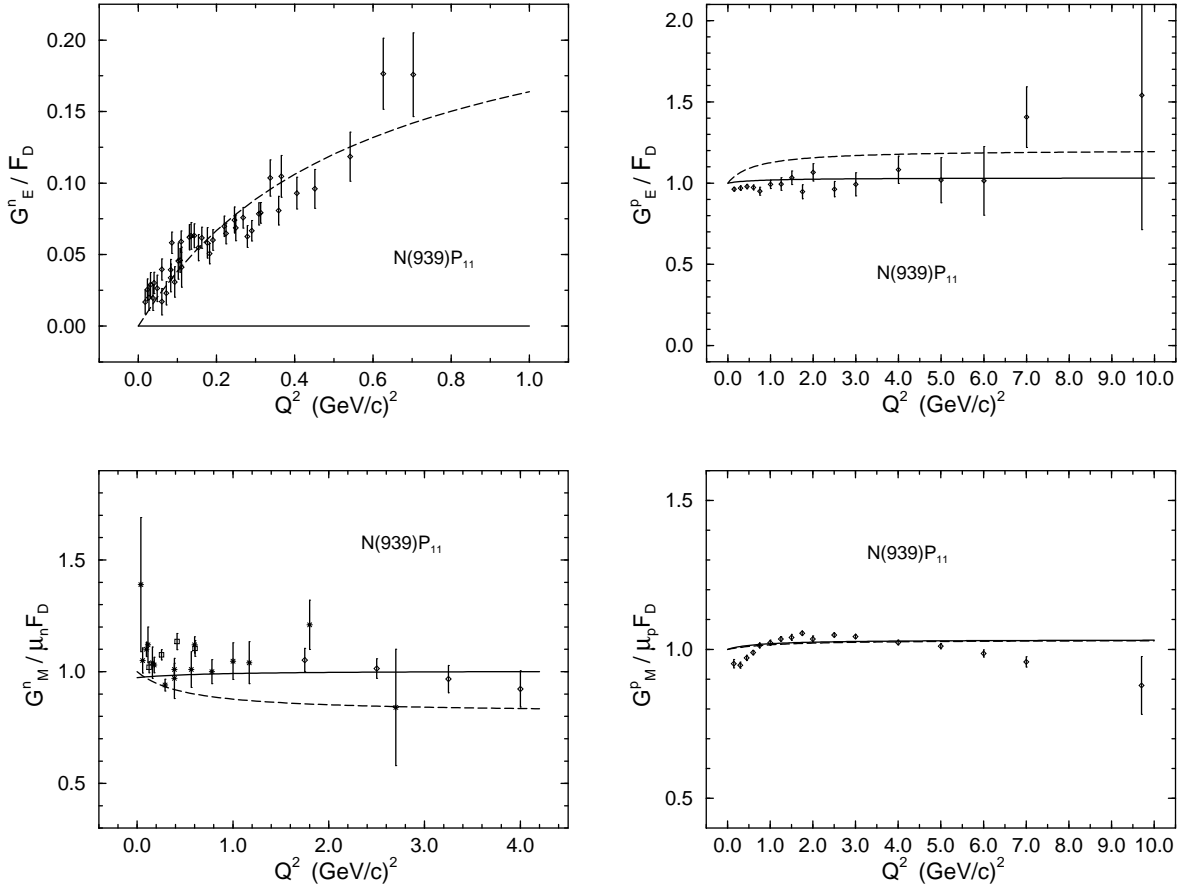 0.20
0.15
0.10
0.05
0.00
G^n_E / F_D
N(939)P_11
0.0 0.2 0.4 0.6 0.8 1.0
Q^2 (GeV/c)^2
2.0
1.5
1.0
0.5
0.0
G^p_E / F_D
N(939)P_11
0.0 1.0 2.0 3.0 4.0 5.0 6.0 7.0 8.0 9.0 10.0
Q^2 (GeV/c)^2
1.5
1.0
0.5
G^n_M / μ_nF_D
N(939)P_11
0.0 1.0 2.0 3.0 4.0
Q^2 (GeV/c)^2
1.5
1.0
0.5
G^p_M / μ_pF_D
N(939)P_11
0.0 1.0 2.0 3.0 4.0 5.0 6.0 7.0 8.0 9.0 10.0
Q^2 (GeV/c)^2